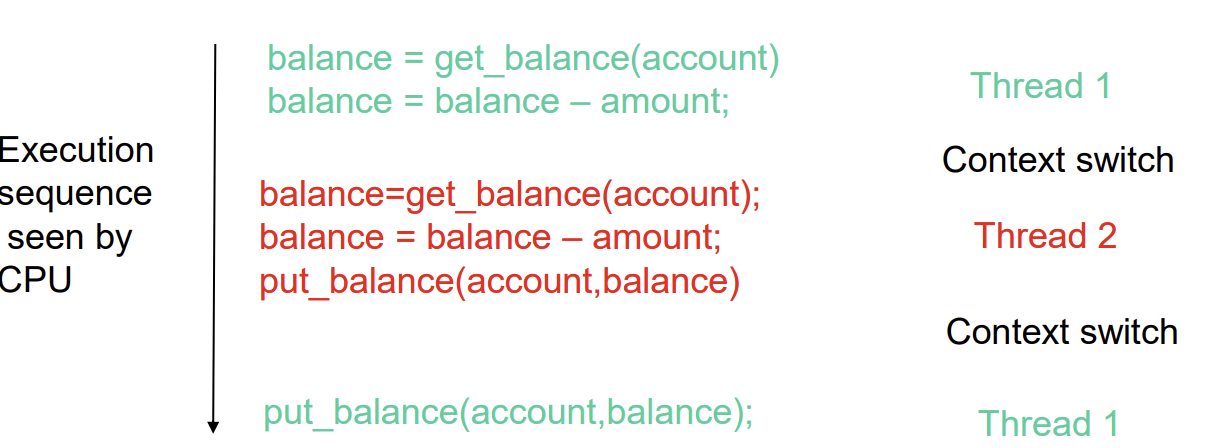 balance = get_balance(account)
balance = balance – amount;
Thread 1
Execution
sequence
seen by
CPU
Context switch
balance=get_balance(account);
balance = balance – amount;
put_balance(account,balance)
Thread 2
Context switch
put_balance(account,balance);
Thread 1